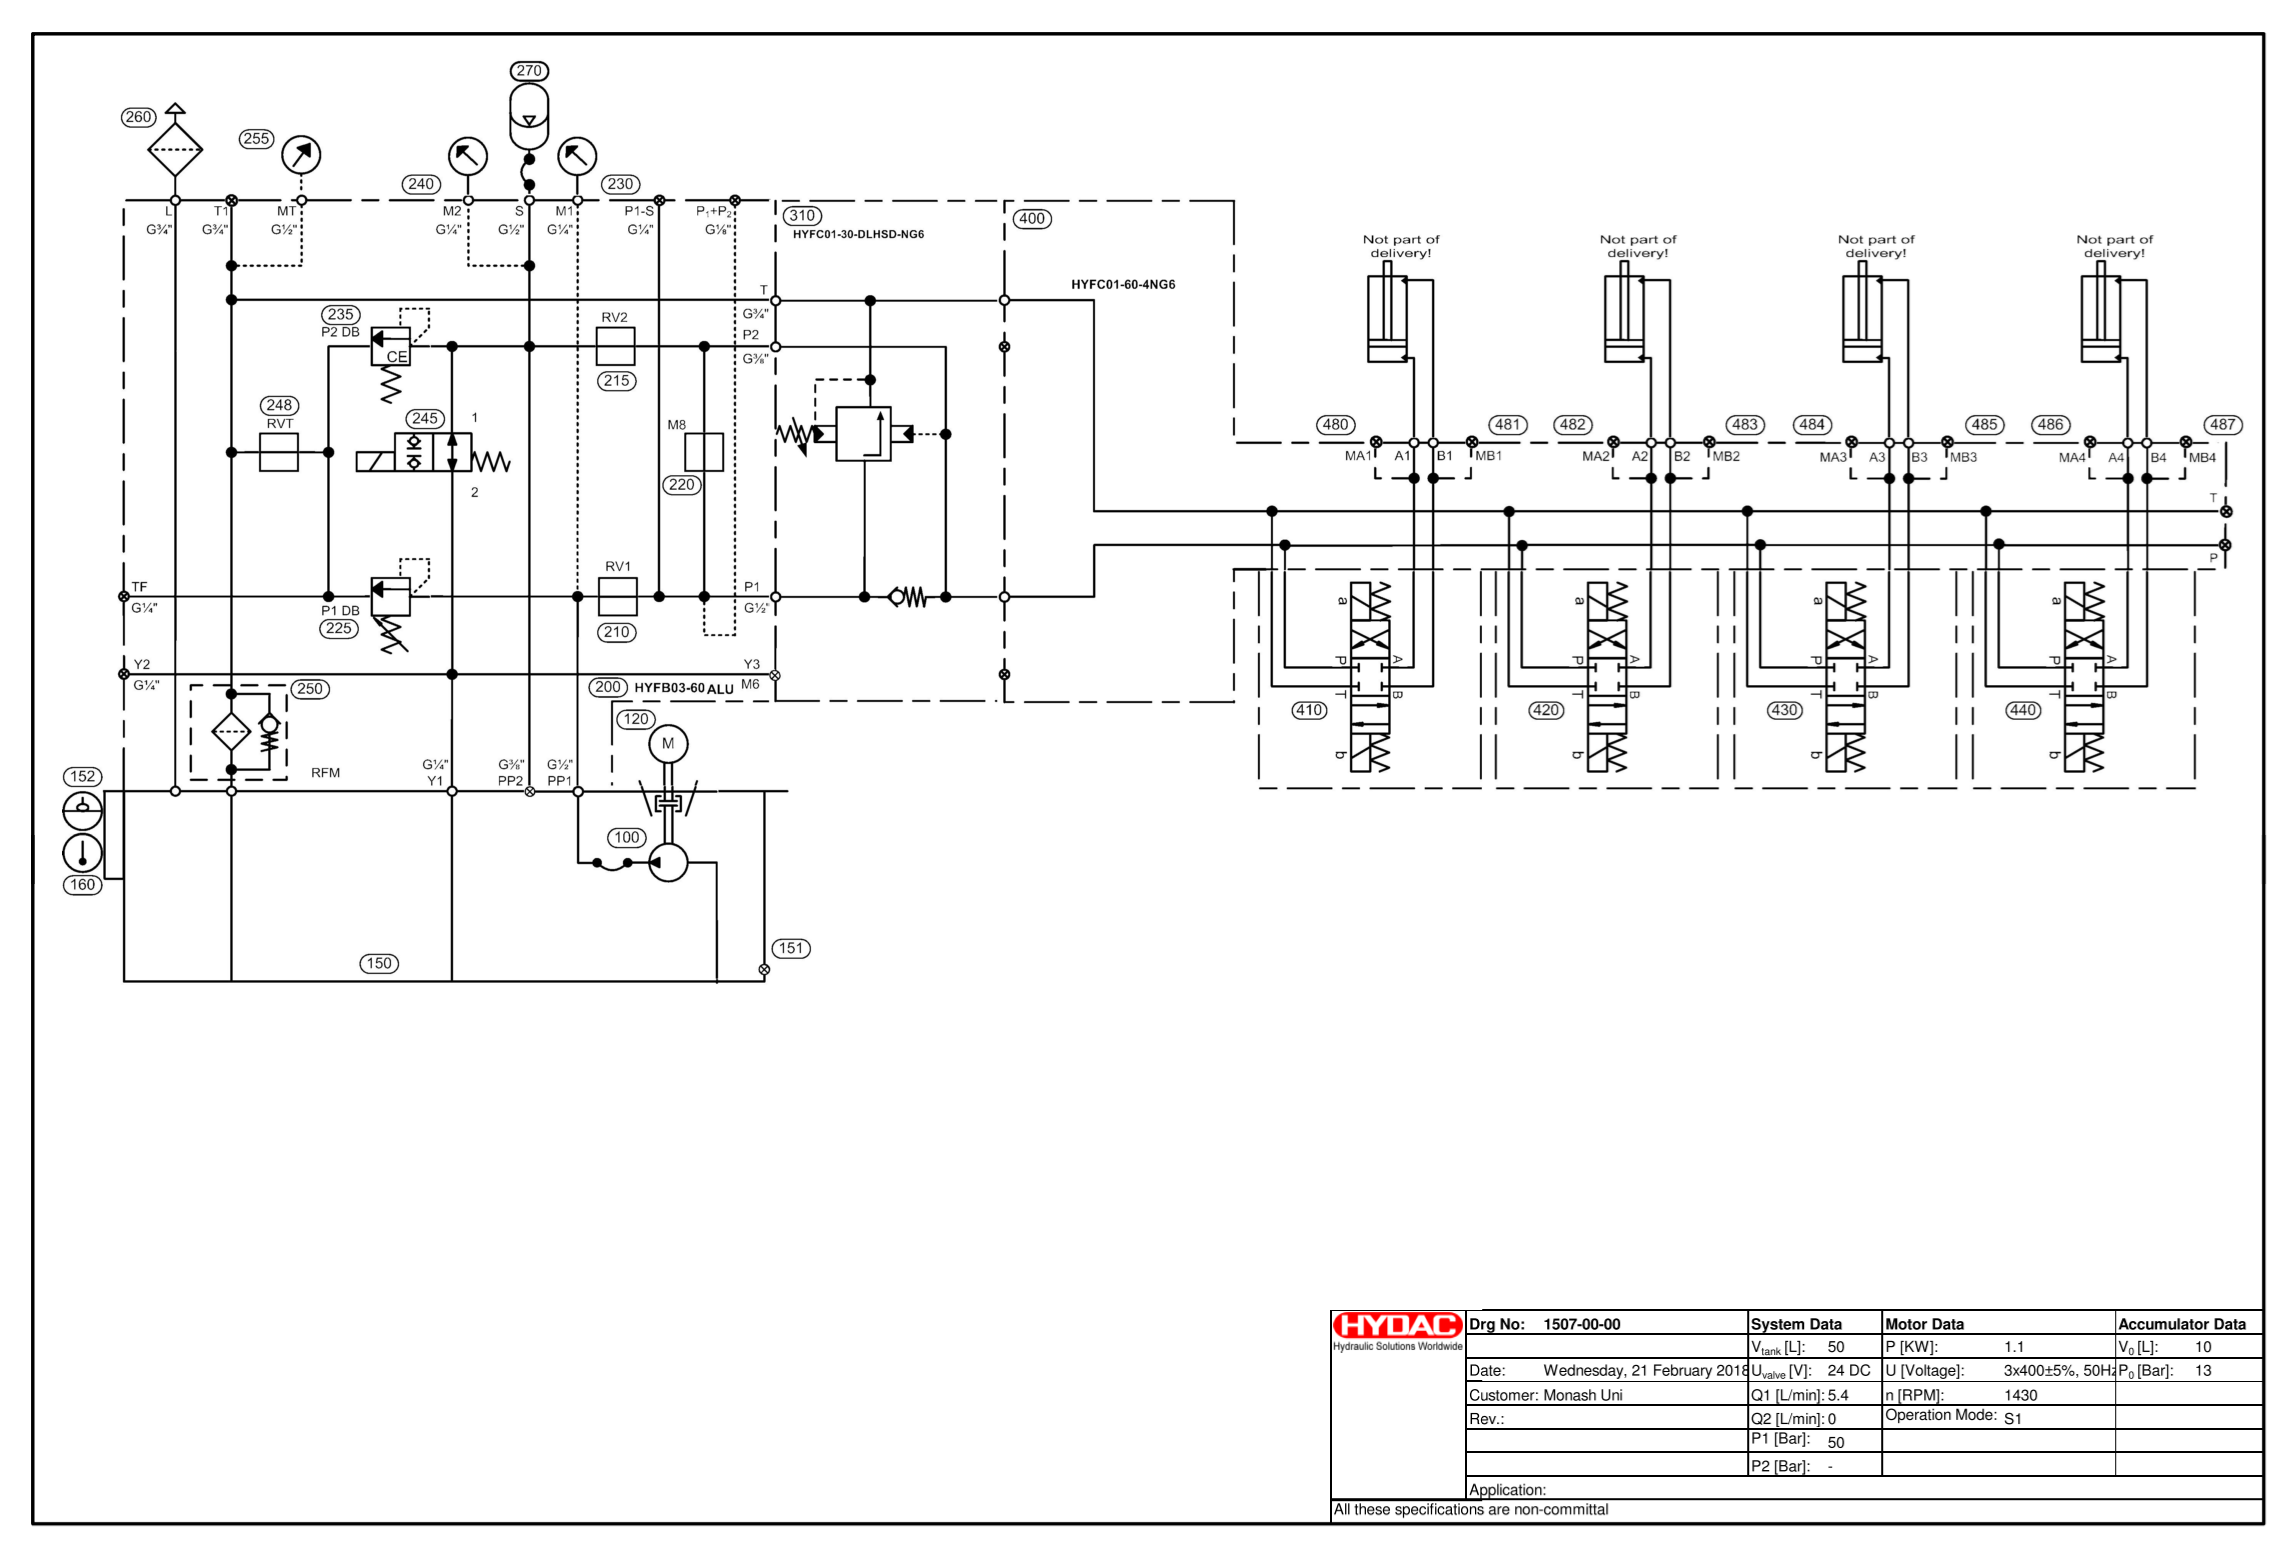 270
260
255
240
230
L
T1
MT
M2
S
M1
P1-S
P₁+P₂
G¾"
G¾"
G½"
G¼"
G½"
G¼"
G¼"
G⅛"
310
HYFC01-30-DLHSD-NG6
400
HYFC01-60-4NG6
Not part of
delivery!
Not part of
delivery!
Not part of
delivery!
Not part of
delivery!
T
G¾"
P2
G⅜"
235
P2 DB
CE
RV2
215
248
RVT
245
1
2
M8
220
480
481
482
483
484
485
486
487
MA1
A1
B1
MB1
MA2
A2
B2
MB2
MA3
A3
B3
MB3
MA4
A4
B4
MB4
T
P
TF
G¼"
P1 DB
225
RV1
210
P1
G½"
a
P
A
T
B
b
410
a
P
A
T
B
b
420
a
P
A
T
B
b
430
a
P
A
T
B
b
440
Y2
G¼"
Y3
M6
200
HYFB03-60 ALU
250
RFM
120
M
G¼"
Y1
G⅜"
PP2
G½"
PP1
152
160
100
150
151
HYDAC
Hydraulic Solutions Worldwide
Drg No: 1507-00-00 System Data Motor Data Accumulator Data
Vtank [L]: 50 P [KW]: 1.1 V₀ [L]: 10
Date: Wednesday, 21 February 2018 Uvalve [V]: 24 DC U [Voltage]: 3x400±5%, 50Hz P₀ [Bar]: 13
Customer: Monash Uni Q1 [L/min]: 5.4 n [RPM]: 1430
Rev.: Q2 [L/min]: 0 Operation Mode: S1
P1 [Bar]: 50
P2 [Bar]: -
Application:
All these specifications are non-committal